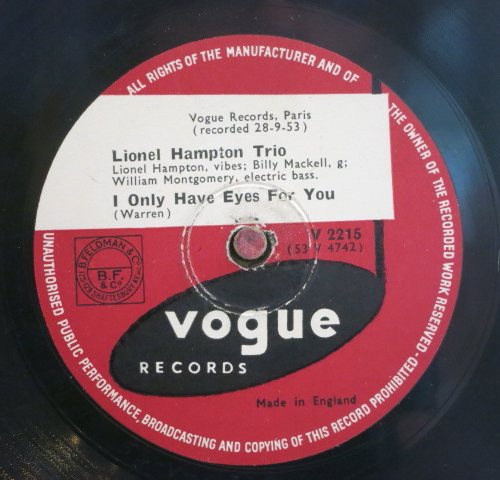 ALL RIGHTS OF THE MANUFACTURER AND OF THE OWNER OF THE RECORDED WORK RESERVED - UNAUTHORISED PUBLIC PERFORMANCE, BROADCASTING AND COPYING OF THIS RECORD PROHIBITED -
Vogue Records, Paris
(recorded 28-9-53)
Lionel Hampton Trio
Lionel Hampton, vibes; Billy Mackell, g;
William Montgomery, electric bass.
I Only Have Eyes For You
(Warren)
V 2215
(53 V 4742)
B. FELDMAN & Co
B.F.
& Co
SHAFTESBURY
vogue
RECORDS
Made in England